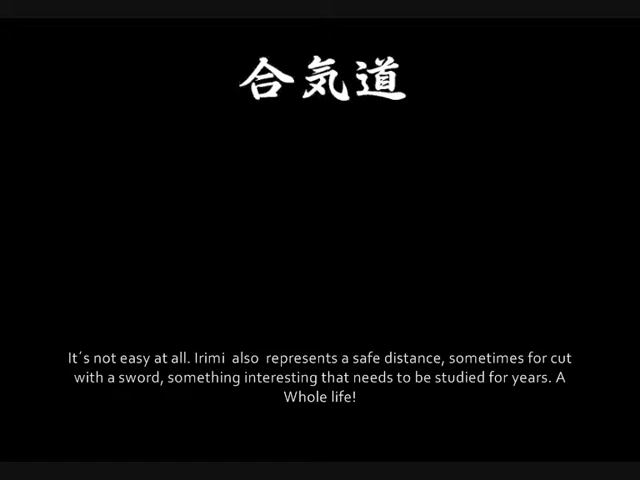 合気道
It´s not easy at all. Irimi  also  represents a safe distance, sometimes for cut
with a sword, something interesting that needs to be studied for years. A
Whole life!